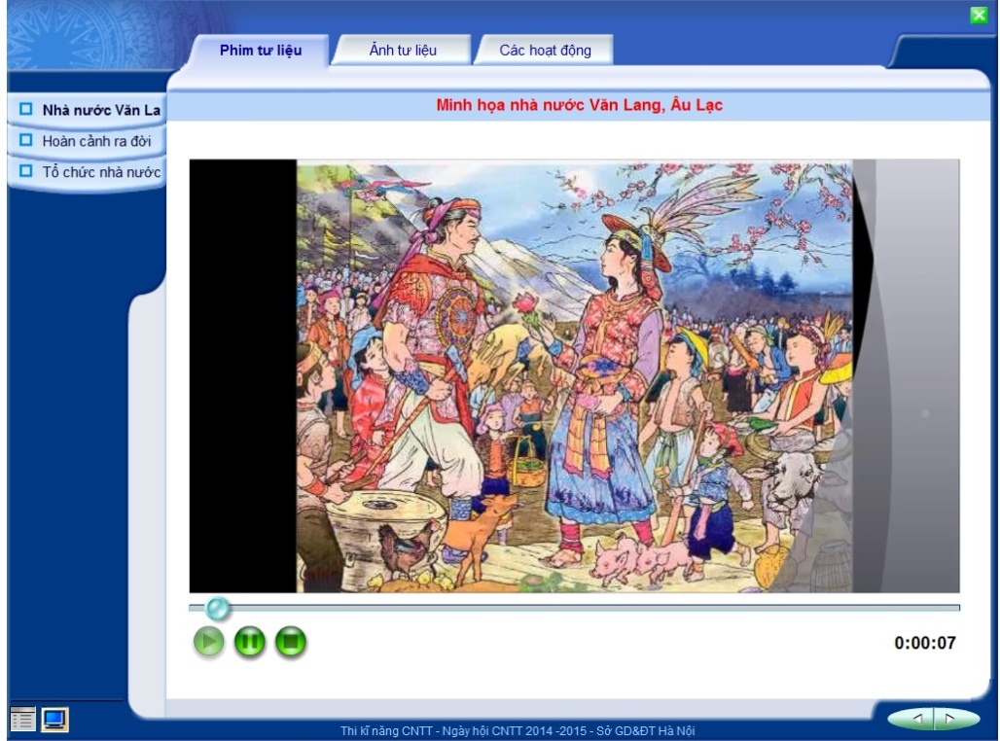 Phim tư liệu
Ảnh tư liệu
Các hoạt động
Nhà nước Văn La
Hoàn cảnh ra đời
Tổ chức nhà nước
Minh họa nhà nước Văn Lang, Âu Lạc
0:00:07
Thi kĩ năng CNTT - Ngày hội CNTT 2014 -2015 - Sở GD&ĐT Hà Nội